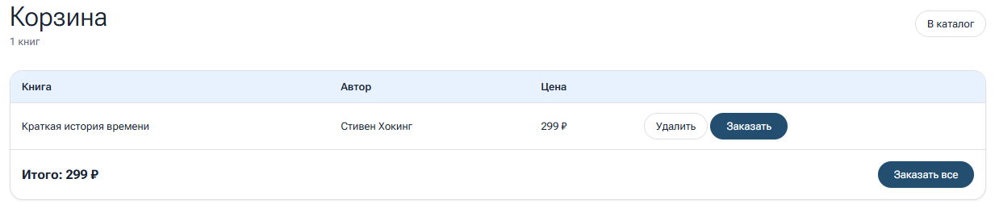 Корзина
В каталог
1 книг
Книга Автор Цена
Краткая история времени Стивен Хокинг 299 ₽ Удалить Заказать
Итого: 299 ₽ Заказать все